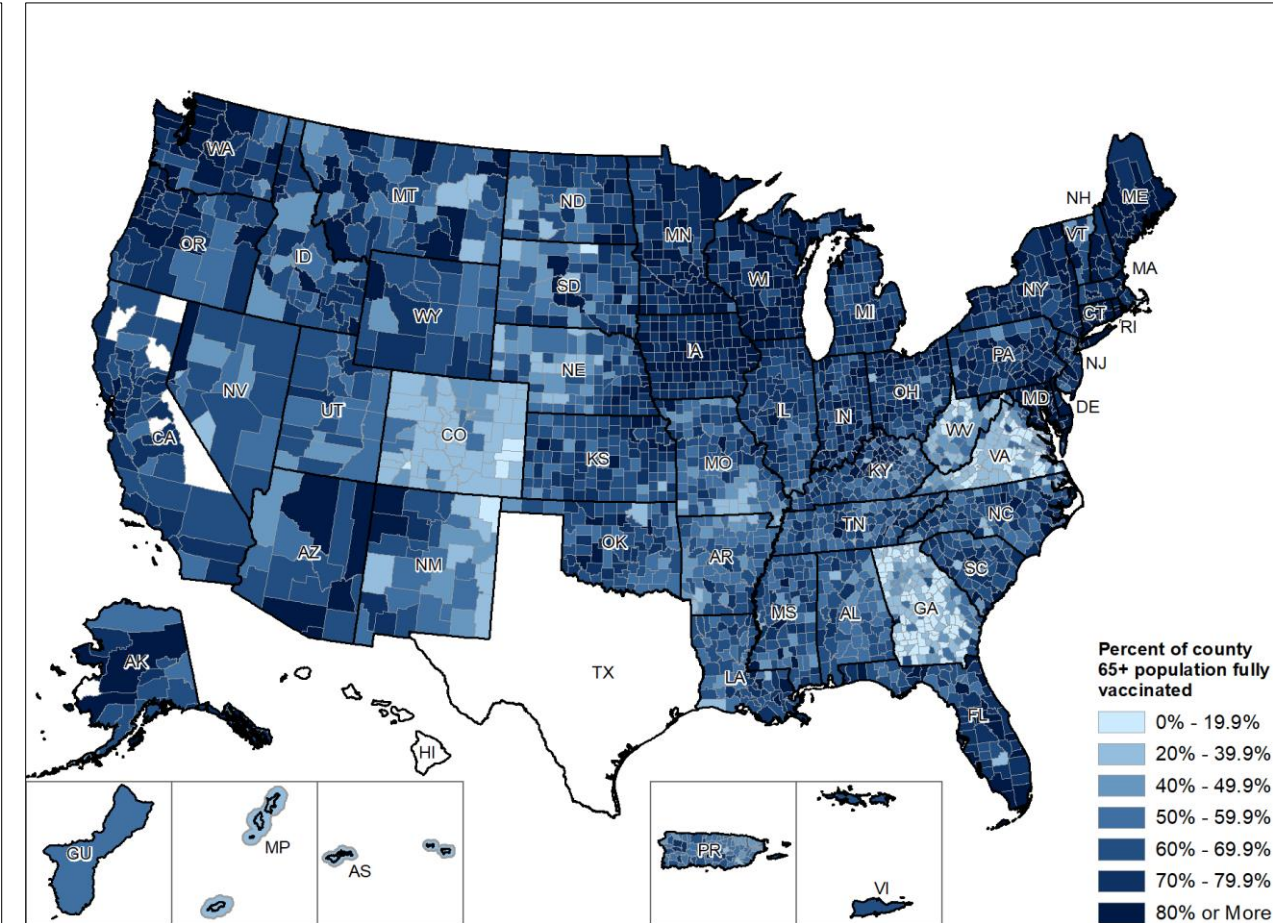 WA
MT
ND
MN
NH
ME
VT
OR
ID
SD
WI
MI
NY
MA
CT
RI
WY
IA
PA
NJ
NE
OH
MD
DE
NV
UT
CO
IL
IN
WV
VA
CA
KS
MO
KY
AZ
NM
OK
AR
TN
NC
SC
MS
AL
GA
TX
LA
FL
AK
HI
GU
MP
AS
PR
VI
Percent of county
65+ population fully
vaccinated
0% - 19.9%
20% - 39.9%
40% - 49.9%
50% - 59.9%
60% - 69.9%
70% - 79.9%
80% or More